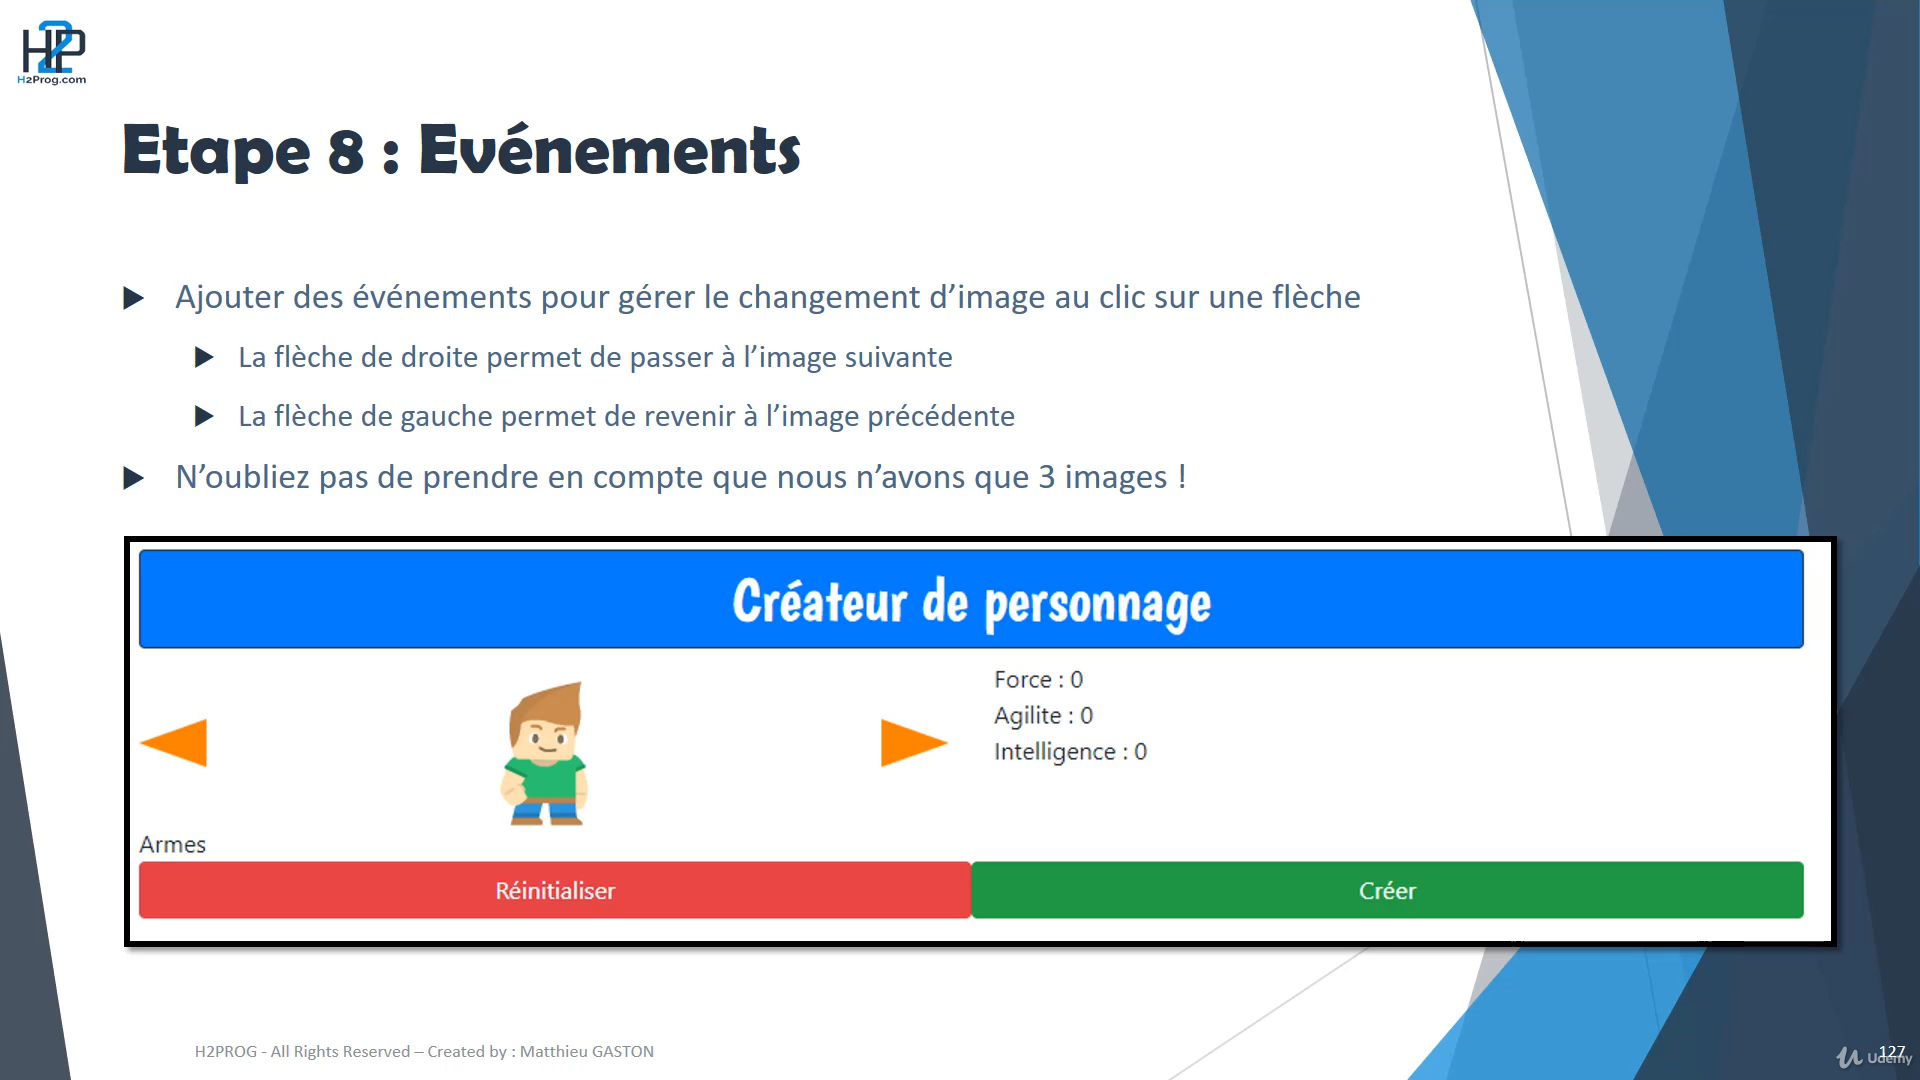 H2P
H2Prog.com
Etape 8 : Evénements
Ajouter des événements pour gérer le changement d’image au clic sur une flèche
La flèche de droite permet de passer à l’image suivante
La flèche de gauche permet de revenir à l’image précédente
N’oubliez pas de prendre en compte que nous n’avons que 3 images !
Créateur de personnage
Force : 0
Agilite : 0
Intelligence : 0
Armes
Réinitialiser
Créer
H2PROG - All Rights Reserved – Created by : Matthieu GASTON
127
Udemy